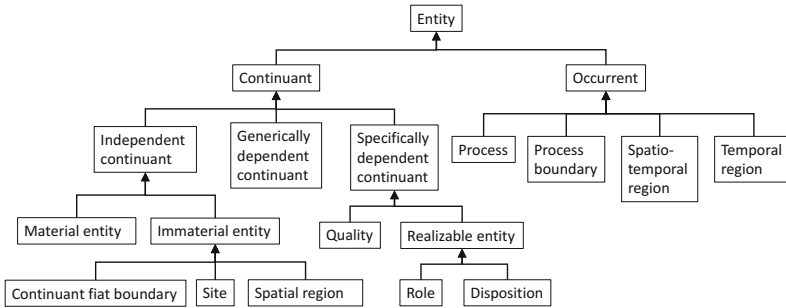 Entity
Continuant
Occurrent
Independent
continuant
Generically
dependent
continuant
Specifically
dependent
continuant
Process
Process
boundary
Spatio-
temporal
region
Temporal
region
Material entity
Immaterial entity
Quality
Realizable entity
Continuant fiat boundary
Site
Spatial region
Role
Disposition